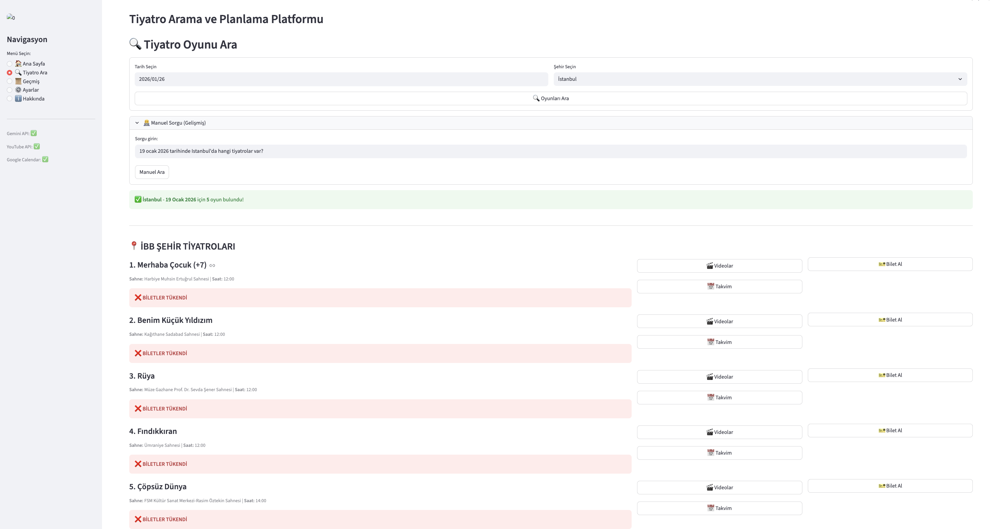 0
Navigasyon
Menü Seçin:
Ana Sayfa
Tiyatro Ara
Geçmiş
Ayarlar
Hakkında
Gemini API:
YouTube API:
Google Calendar:
Tiyatro Arama ve Planlama Platformu
Tiyatro Oyunu Ara
Tarih Seçin
2026/01/26
Şehir Seçin
İstanbul
Oyunları Ara
Manuel Sorgu (Gelişmiş)
Sorgu girin:
19 ocak 2026 tarihinde Istanbul'da hangi tiyatrolar var?
Manuel Ara
İstanbul - 19 Ocak 2026 için 5 oyun bulundu!
İBB ŞEHİR TİYATROLARI
1. Merhaba Çocuk (+7)
Sahne: Harbiye Muhsin Ertuğrul Sahnesi | Saat: 12:00
BİLETLER TÜKENDİ
Videolar
Takvim
Bilet Al
2. Benim Küçük Yıldızım
Sahne: Kağıthane Sadabad Sahnesi | Saat: 12:00
BİLETLER TÜKENDİ
Videolar
Takvim
Bilet Al
3. Rüya
Sahne: Müze Gazhane Prof. Dr. Sevda Şener Sahnesi | Saat: 12:00
BİLETLER TÜKENDİ
Videolar
Takvim
Bilet Al
4. Fındıkkıran
Sahne: Ümraniye Sahnesi | Saat: 12:00
BİLETLER TÜKENDİ
Videolar
Takvim
Bilet Al
5. Çöpsüz Dünya
Sahne: FSM Kültür Sanat Merkezi-Rasim Öztekin Sahnesi | Saat: 14:00
BİLETLER TÜKENDİ
Videolar
Takvim
Bilet Al